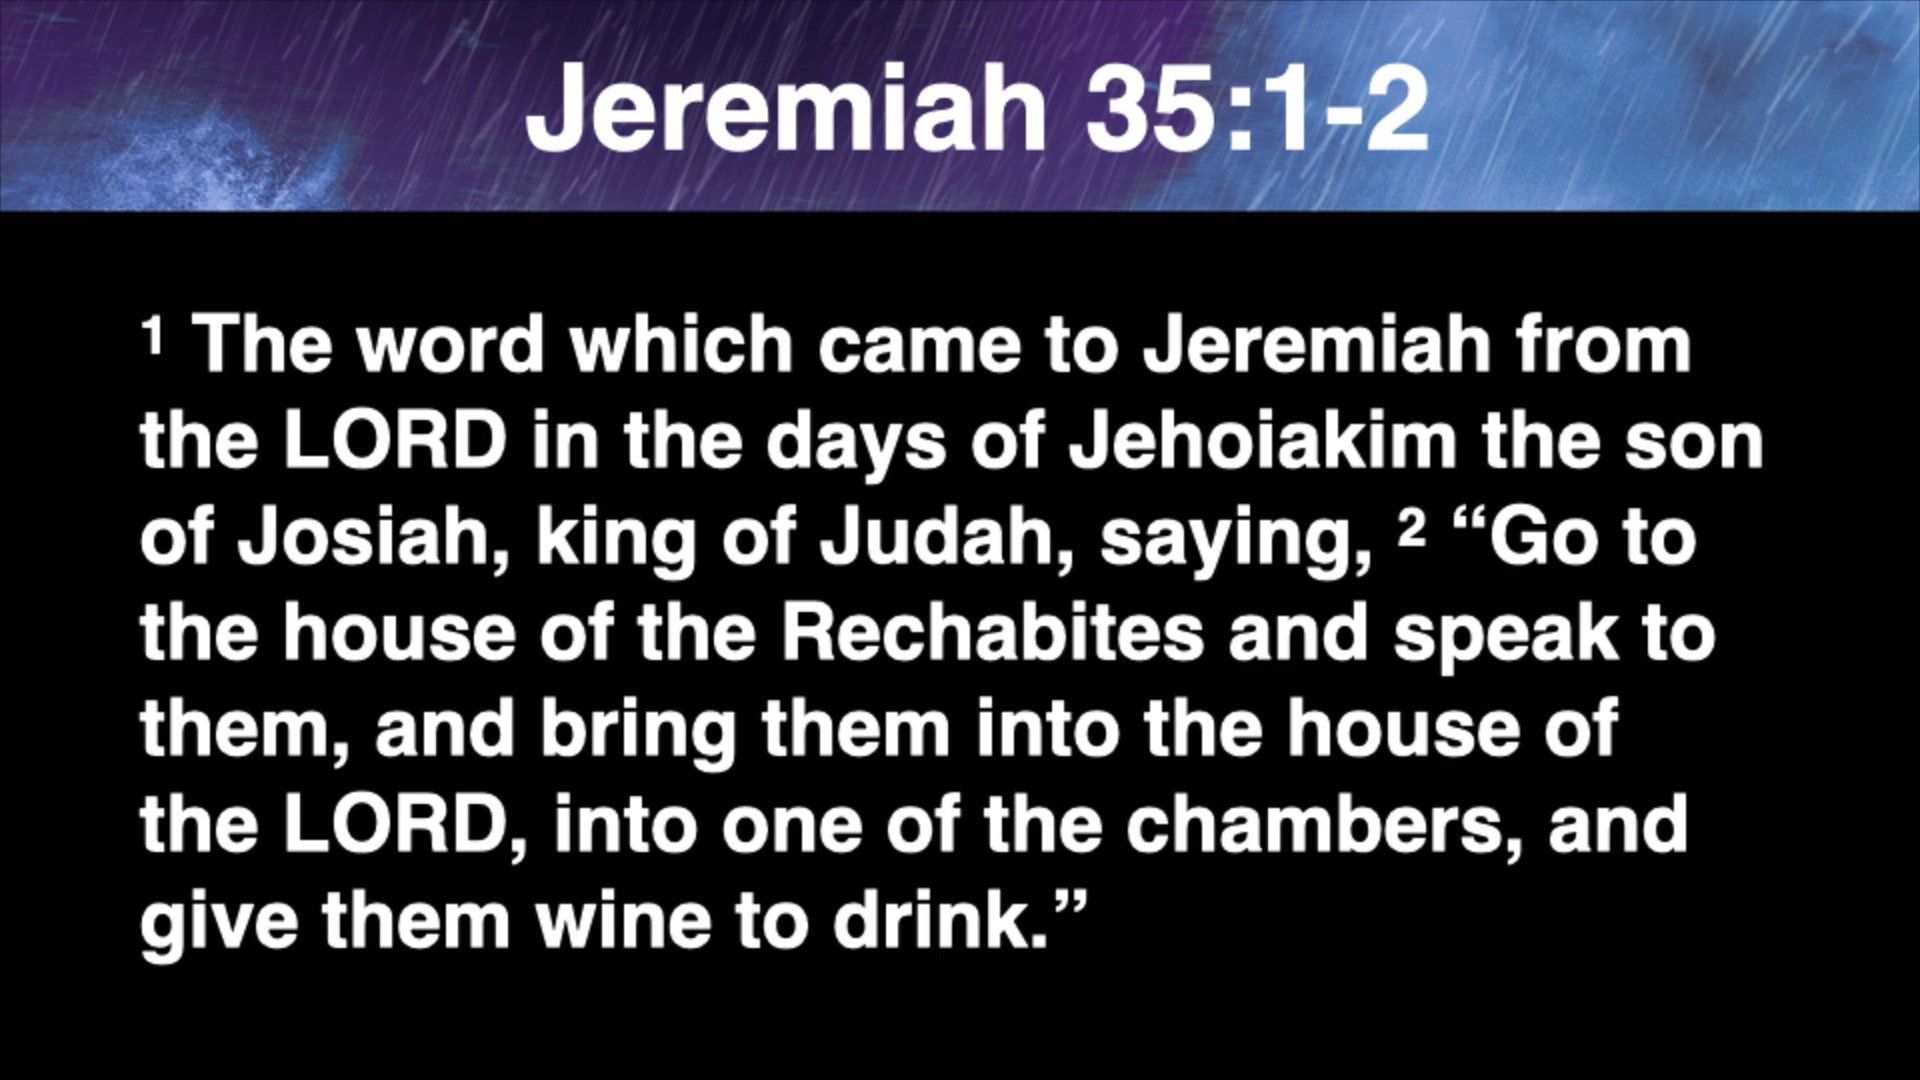 Jeremiah 35:1-2
¹ The word which came to Jeremiah from
the LORD in the days of Jehoiakim the son
of Josiah, king of Judah, saying, ² “Go to
the house of the Rechabites and speak to
them, and bring them into the house of
the LORD, into one of the chambers, and
give them wine to drink.”